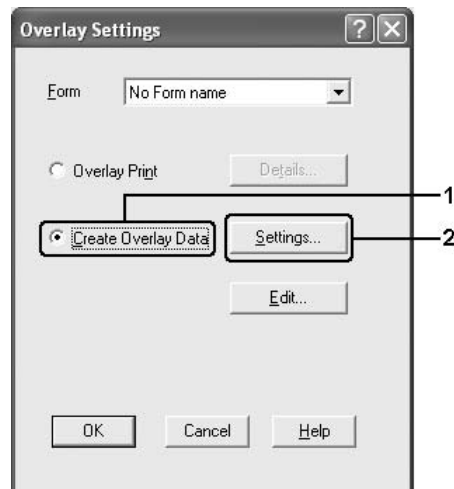 Overlay Settings
Form No Form name
Overlay Print Details...
1
Create Overlay Data Settings... 2
Edit...
OK Cancel Help